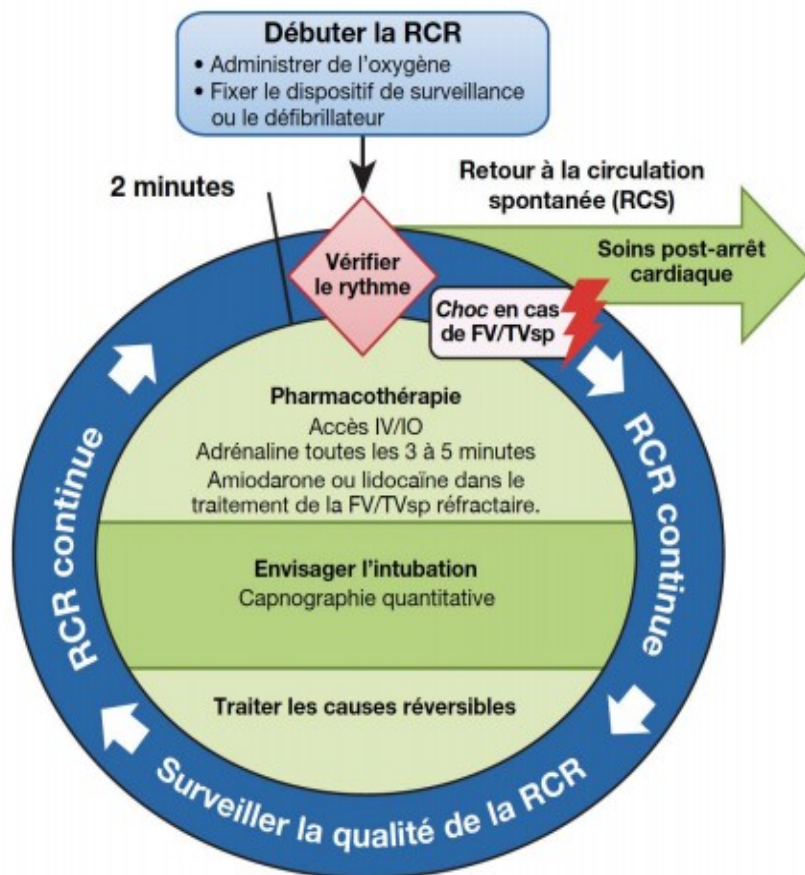 Débuter la RCR
• Administrer de l'oxygène
• Fixer le dispositif de surveillance
ou le défibrillateur
2 minutes
Retour à la circulation
spontanée (RCS)
Vérifier
le rythme
Soins post-arrêt
cardiaque
Choc en cas
de FV/TVsp
Pharmacothérapie
Accès IV/IO
Adrénaline toutes les 3 à 5 minutes
Amiodarone ou lidocaïne dans le
traitement de la FV/TVsp réfractaire.
RCR continue
Envisager l'intubation
Capnographie quantitative
RCR continue
Traiter les causes réversibles
Surveiller la qualité de la RCR